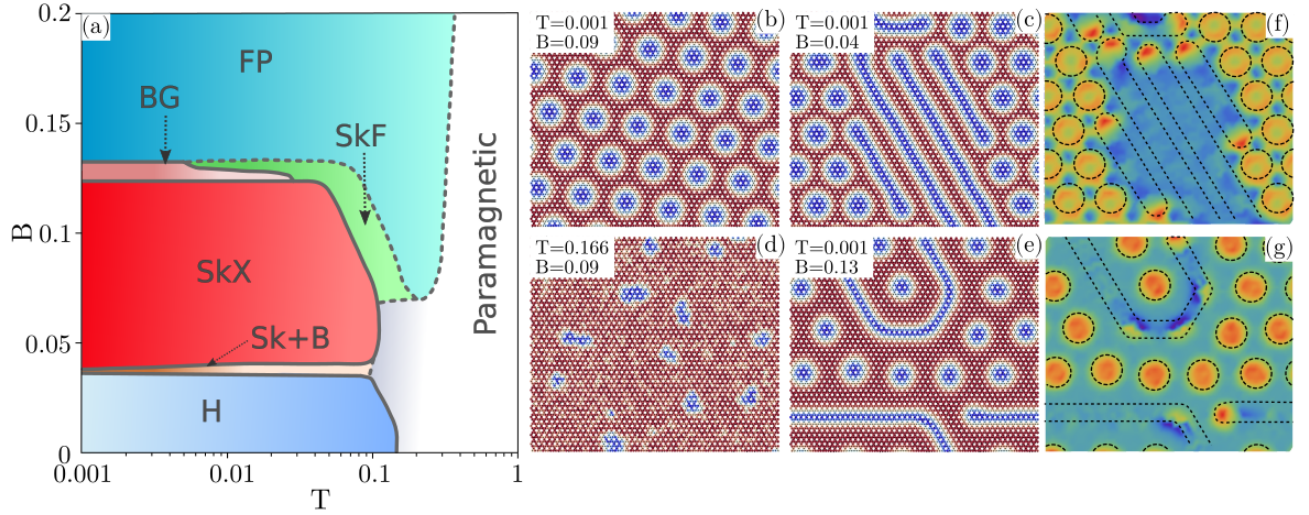 (a)
B
0.2
0.15
0.1
0.05
0
0.001
0.01
0.1
1
T
FP
BG
SkF
SkX
Sk+B
H
Paramagnetic
T=0.001
B=0.09
(b)
T=0.001
B=0.04
(c)
(f)
T=0.166
B=0.09
(d)
T=0.001
B=0.13
(e)
(g)